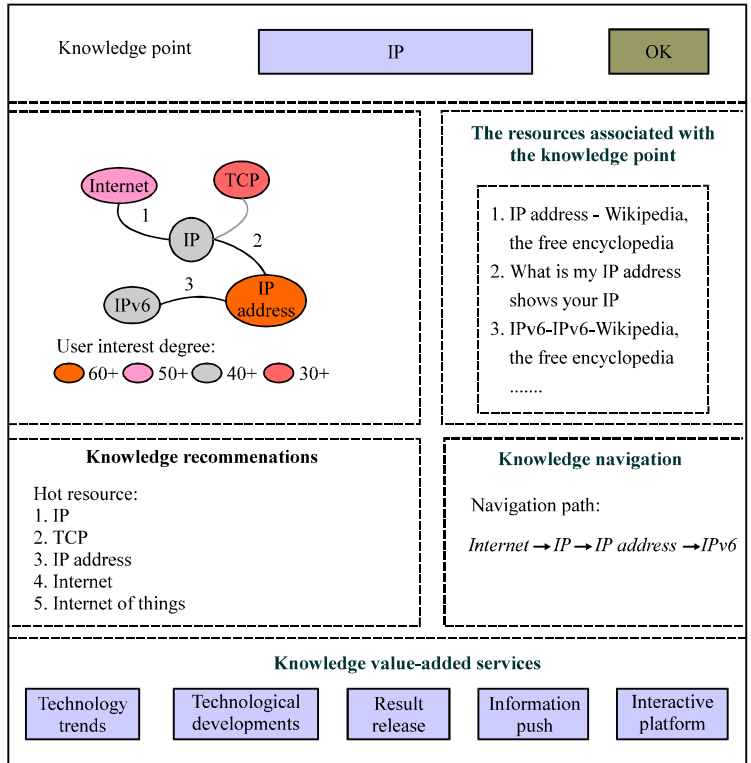 Knowledge point
IP
OK
Internet
TCP
1
IP
2
3
IPv6
IP
address
User interest degree:
60+ 50+ 40+ 30+
The resources associated with
the knowledge point
1. IP address - Wikipedia,
the free encyclopedia
2. What is my IP address
shows your IP
3. IPv6-IPv6-Wikipedia,
the free encyclopedia
.......
Knowledge recommenations
Hot resource:
1. IP
2. TCP
3. IP address
4. Internet
5. Internet of things
Knowledge navigation
Navigation path:
Internet → IP → IP address → IPv6
Knowledge value-added services
Technology
trends
Technological
developments
Result
release
Information
push
Interactive
platform